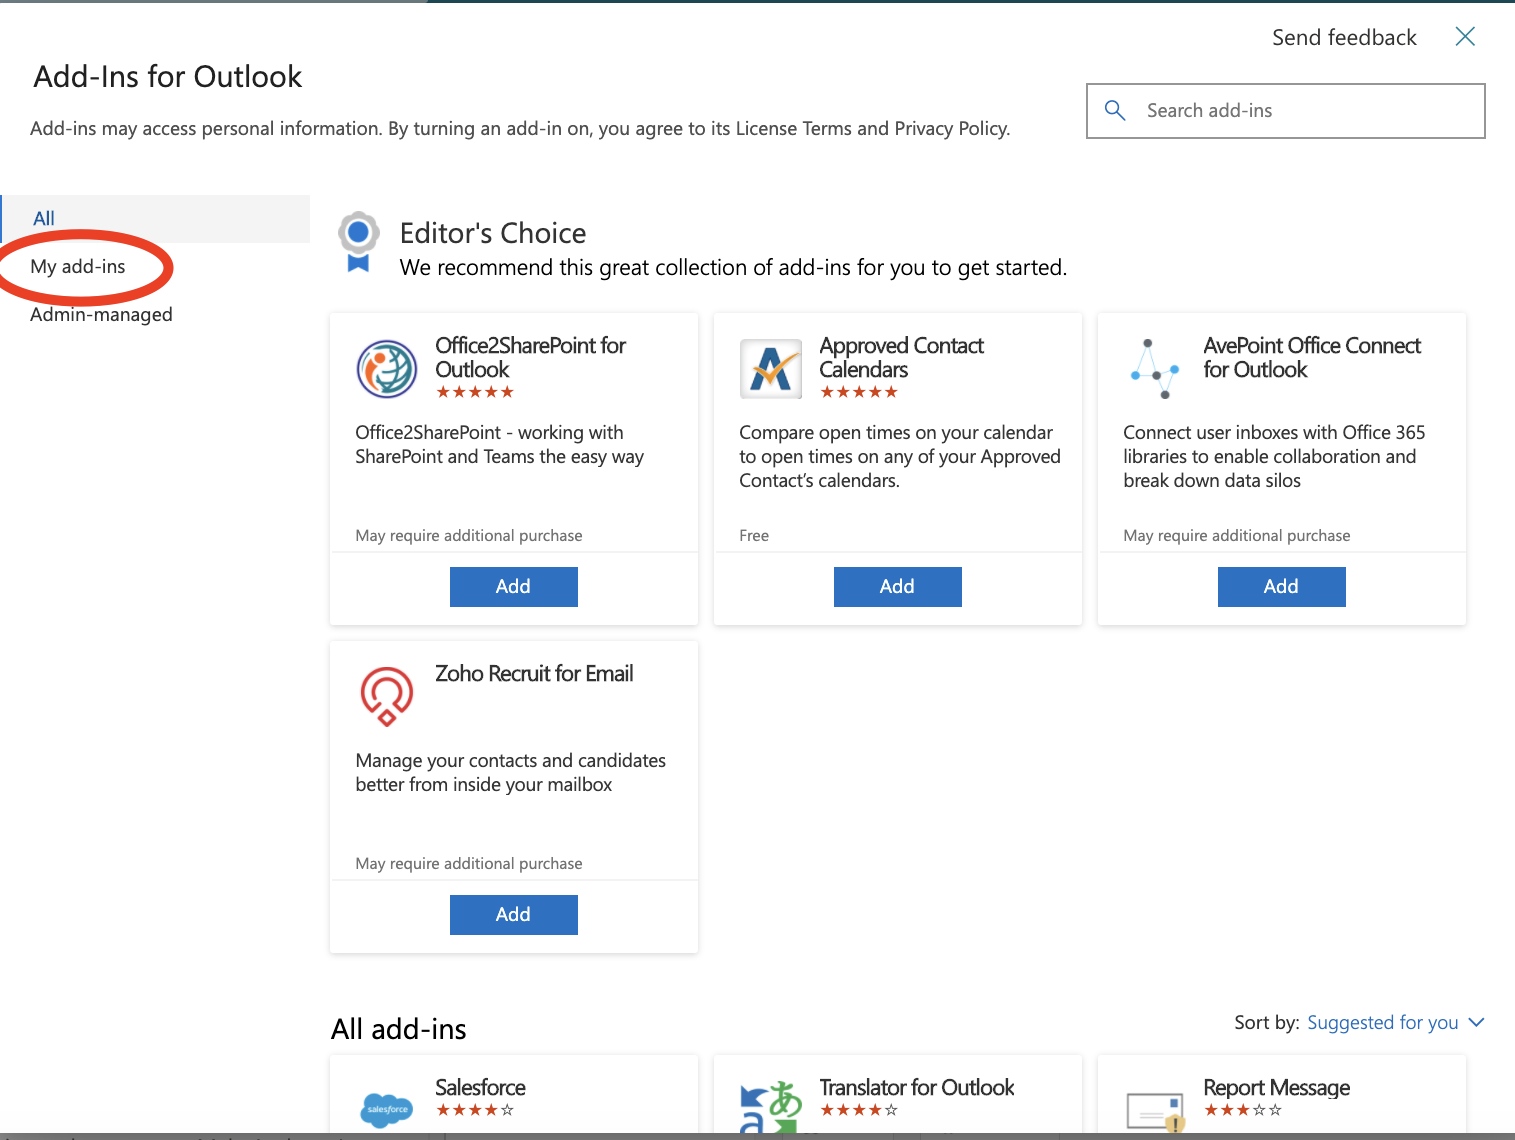 Send feedback
Add-Ins for Outlook
Search add-ins
Add-ins may access personal information. By turning an add-in on, you agree to its License Terms and Privacy Policy.
All
My add-ins
Admin-managed
Editor's Choice
We recommend this great collection of add-ins for you to get started.
Office2SharePoint for
Outlook
Office2SharePoint - working with
SharePoint and Teams the easy way
May require additional purchase
Add
Approved Contact
Calendars
Compare open times on your calendar
to open times on any of your Approved
Contact's calendars.
Free
Add
AvePoint Office Connect
for Outlook
Connect user inboxes with Office 365
libraries to enable collaboration and
break down data silos
May require additional purchase
Add
Zoho Recruit for Email
Manage your contacts and candidates
better from inside your mailbox
May require additional purchase
Add
All add-ins
Sort by: Suggested for you
salesforce
Salesforce
あ
a
Translator for Outlook
Report Message